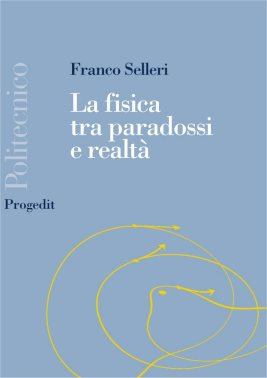 Franco Selleri
La fisica
tra paradossi
e realtà
Politecnico
Progedit